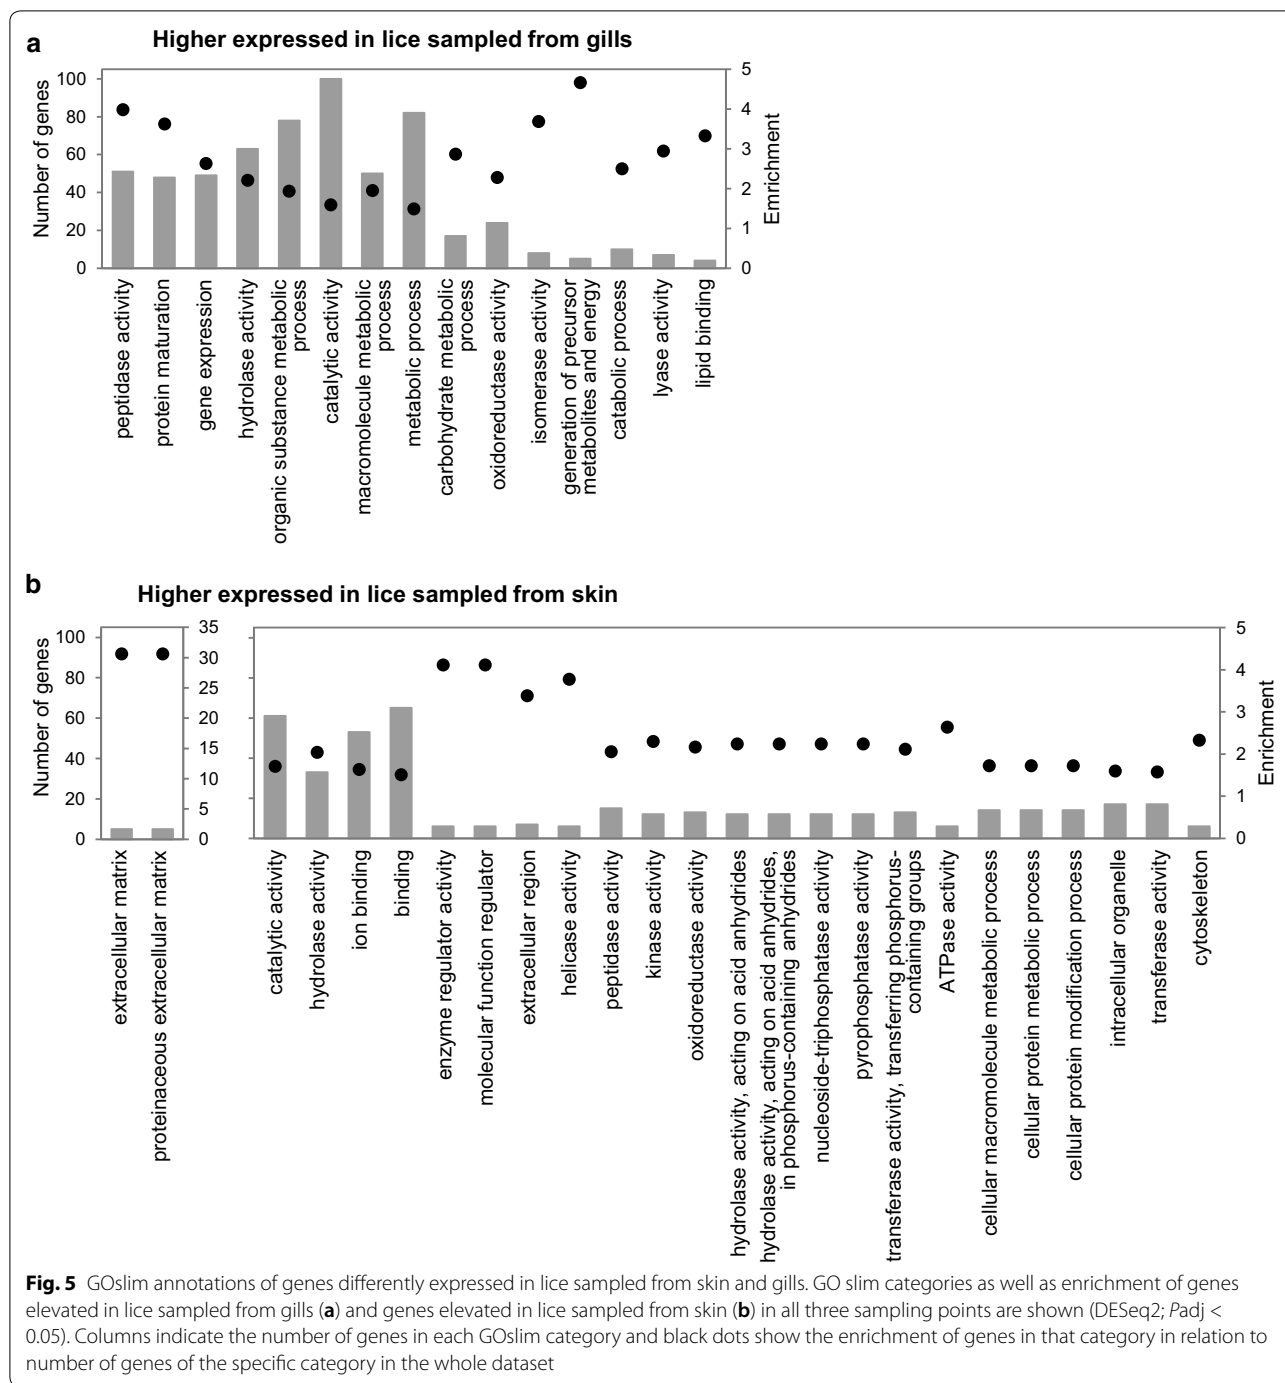 a
Higher expressed in lice sampled from gills
Number of genes
100
80
60
40
20
0
5
4
3
2
1
0
Emrichment
peptidase activity
protein maturation
gene expression
hydrolase activity
organic substance metabolic
process
catalytic activity
macromolecule metabolic
process
metabolic process
carbohydrate metabolic
process
oxidoreductase activity
isomerase activity
generation of precursor
metabolites and energy
catabolic process
lyase activity
lipid binding
b
Higher expressed in lice sampled from skin
Number of genes
100
80
60
40
20
0
35
30
25
20
15
10
5
0
5
4
3
2
1
0
Enrichment
extracellular matrix
proteinaceous extracellular matrix
catalytic activity
hydrolase activity
ion binding
binding
enzyme regulator activity
molecular function regulator
extracellular region
helicase activity
peptidase activity
kinase activity
oxidoreductase activity
hydrolase activity, acting on acid anhydrides
hydrolase activity, acting on acid anhydrides,
in phosphorus-containing anhydrides
nucleoside-triphosphatase activity
pyrophosphatase activity
transferase activity, transferring phosphorus-
containing groups
ATPase activity
cellular macromolecule metabolic process
cellular protein metabolic process
cellular protein modification process
intracellular organelle
transferase activity
cytoskeleton
Fig. 5 GOslim annotations of genes differently expressed in lice sampled from skin and gills. GO slim categories as well as enrichment of genes
elevated in lice sampled from gills (a) and genes elevated in lice sampled from skin (b) in all three sampling points are shown (DESeq2; Padj <
0.05). Columns indicate the number of genes in each GOslim category and black dots show the enrichment of genes in that category in relation to
number of genes of the specific category in the whole dataset